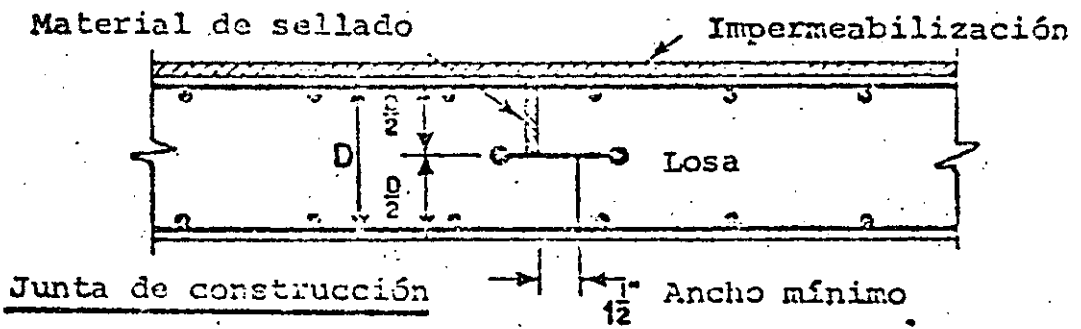 Material de sellado
Impermeabilización
D/2
D
Losa
D/2
Junta de construcción
1 1/2" Ancho mínimo